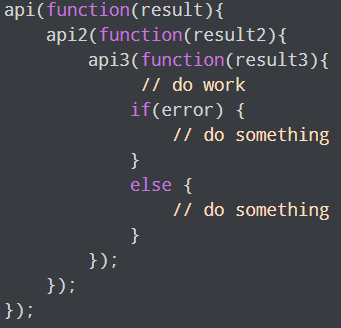 api(function(result){
    api2(function(result2){
        api3(function(result3){
             // do work
            if(error) {
                // do something
            }
            else {
                // do something
            }
        });
    });
});